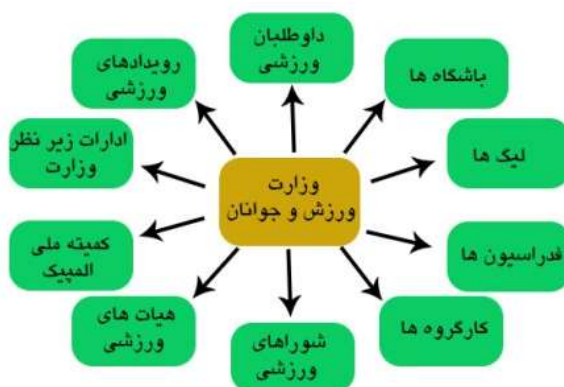 داوطلبان
ورزشی
باشگاه ها
لیگ ها
فدراسیون ها
کارگروه ها
شوراهای
ورزشی
هیات های
ورزشی
کمیته ملی
المپیک
ادارات زیر نظر
وزارت
رویدادهای
ورزشی
وزارت
ورزش و جوانان